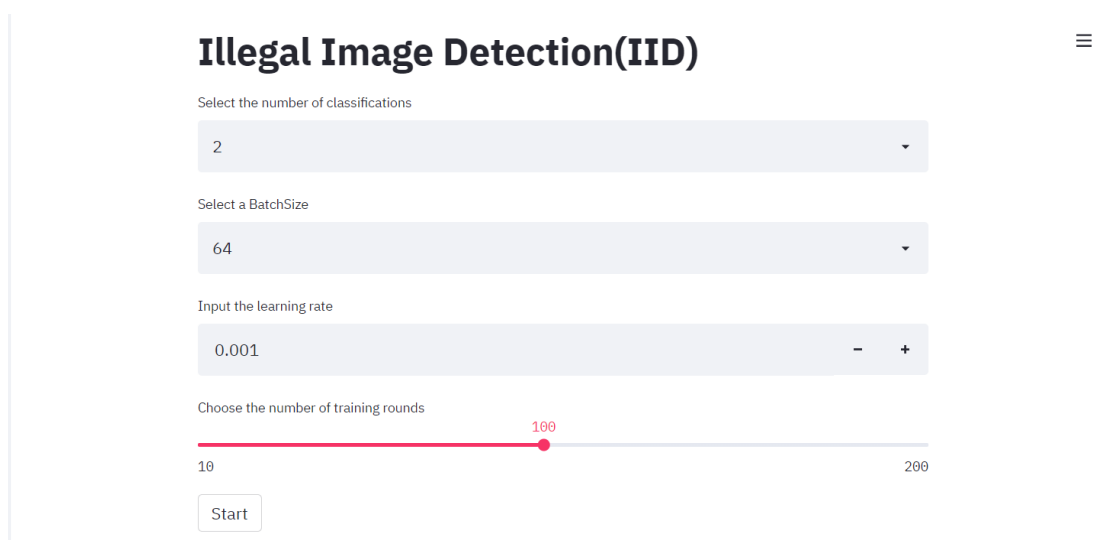 Illegal Image Detection(IID)
Select the number of classifications
2
Select a BatchSize
64
Input the learning rate
0.001
Choose the number of training rounds
100
10 200
Start